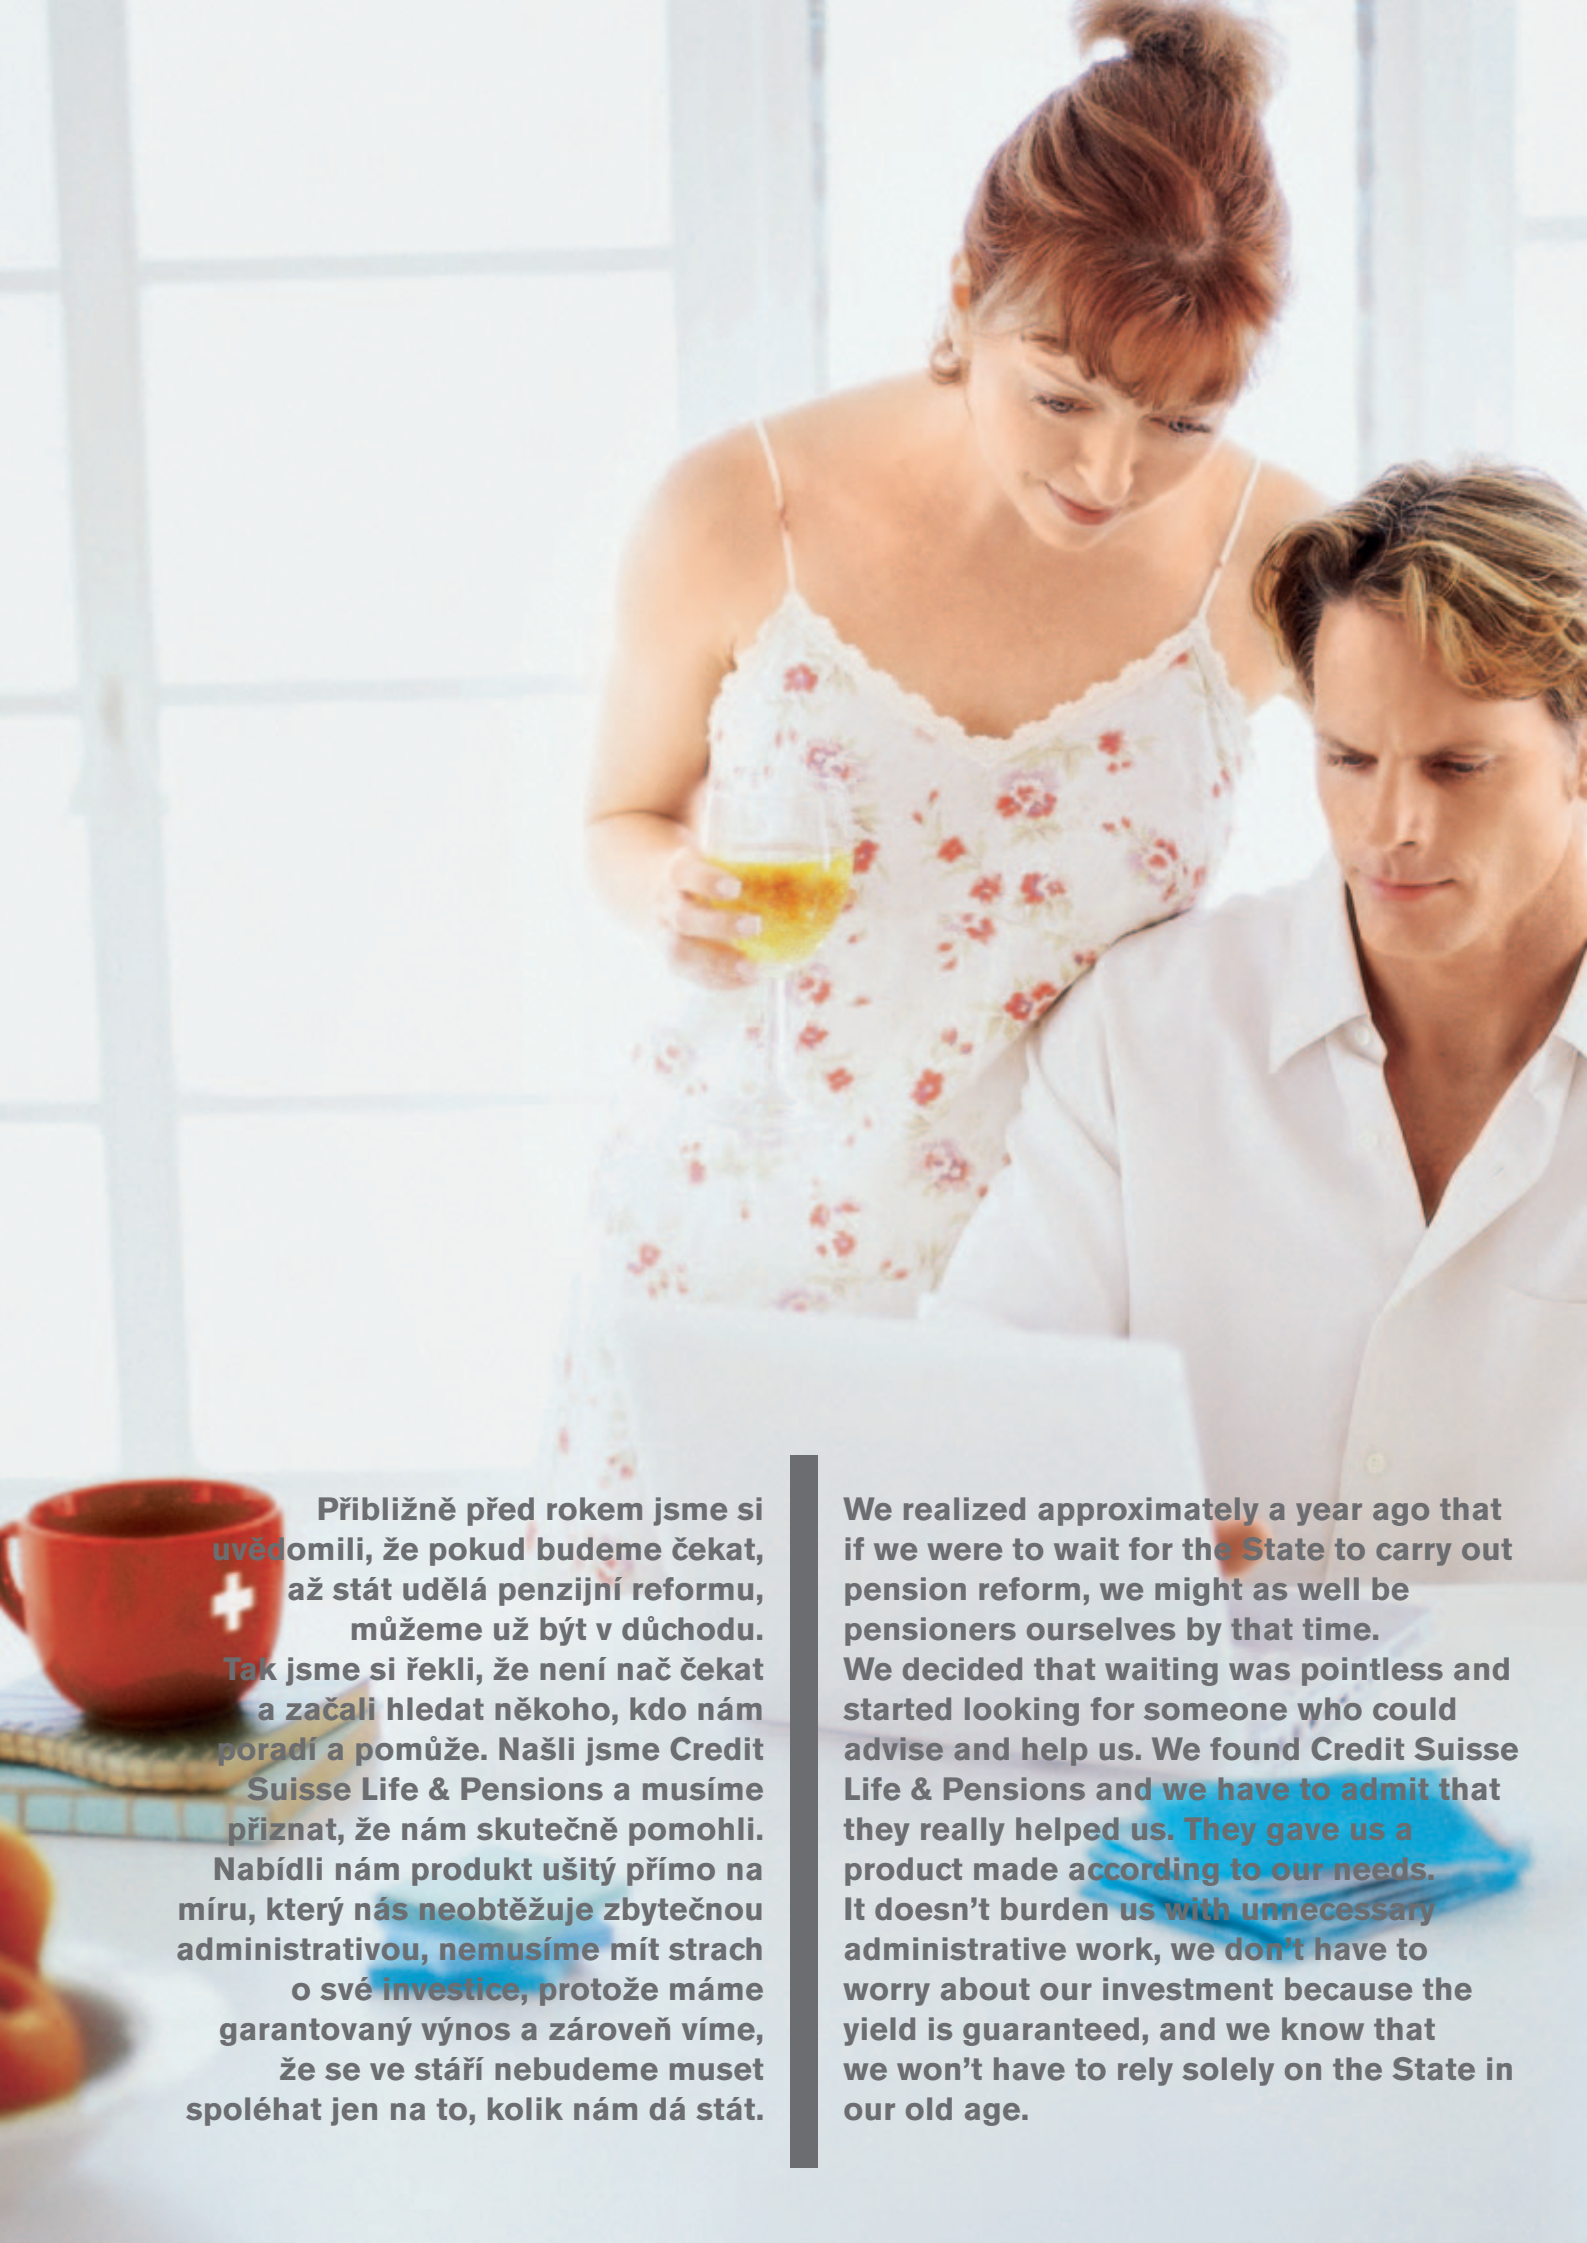 Přibližně před rokem jsme si
uvědomili, že pokud budeme čekat,
až stát udělá penzijní reformu,
můžeme už být v důchodu.
Tak jsme si řekli, že není nač čekat
a začali hledat někoho, kdo nám
poradí a pomůže. Našli jsme Credit
Suisse Life & Pensions a musíme
přiznat, že nám skutečně pomohli.
Nabídli nám produkt ušitý přímo na
míru, který nás neobtěžuje zbytečnou
administrativou, nemusíme mít strach
o své investice, protože máme
garantovaný výnos a zároveň víme,
že se ve stáří nebudeme muset
spoléhat jen na to, kolik nám dá stát.
We realized approximately a year ago that
if we were to wait for the State to carry out
pension reform, we might as well be
pensioners ourselves by that time.
We decided that waiting was pointless and
started looking for someone who could
advise and help us. We found Credit Suisse
Life & Pensions and we have to admit that
they really helped us. They gave us a
product made according to our needs.
It doesn’t burden us with unnecessary
administrative work, we don’t have to
worry about our investment because the
yield is guaranteed, and we know that
we won’t have to rely solely on the State in
our old age.